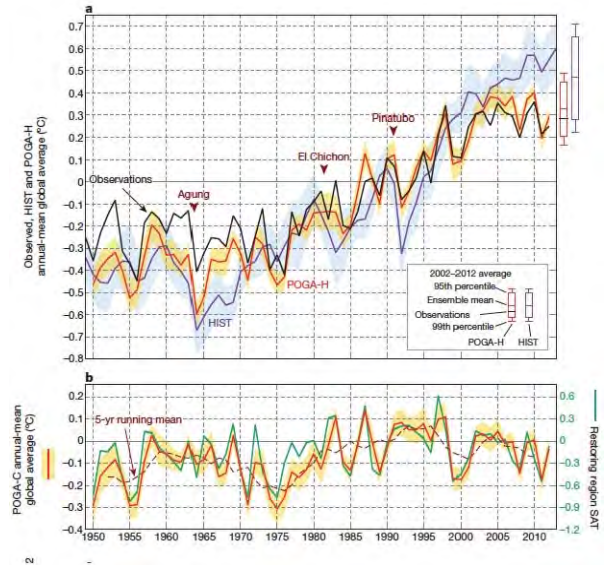 a
Observed, HIST and POGA-H
annual-mean global average (°C)
0.7
0.6
0.5
0.4
0.3
0.2
0.1
0
-0.1
-0.2
-0.3
-0.4
-0.5
-0.6
-0.7
-0.8
Observations
Agung
El Chichon
Pinatubo
POGA-H
HIST
2002–2012 average
95th percentile
Ensemble mean
Observations
99th percentile
POGA-H
HIST
b
POGA-C annual-mean
global average (°C)
0.2
0.1
0
-0.1
-0.2
-0.3
-0.4
5-yr running mean
0.6
0.3
0.0
-0.3
-0.6
-0.9
-1.2
Restoring region SAT
1950 1955 1960 1965 1970 1975 1980 1985 1990 1995 2000 2005 2010
2